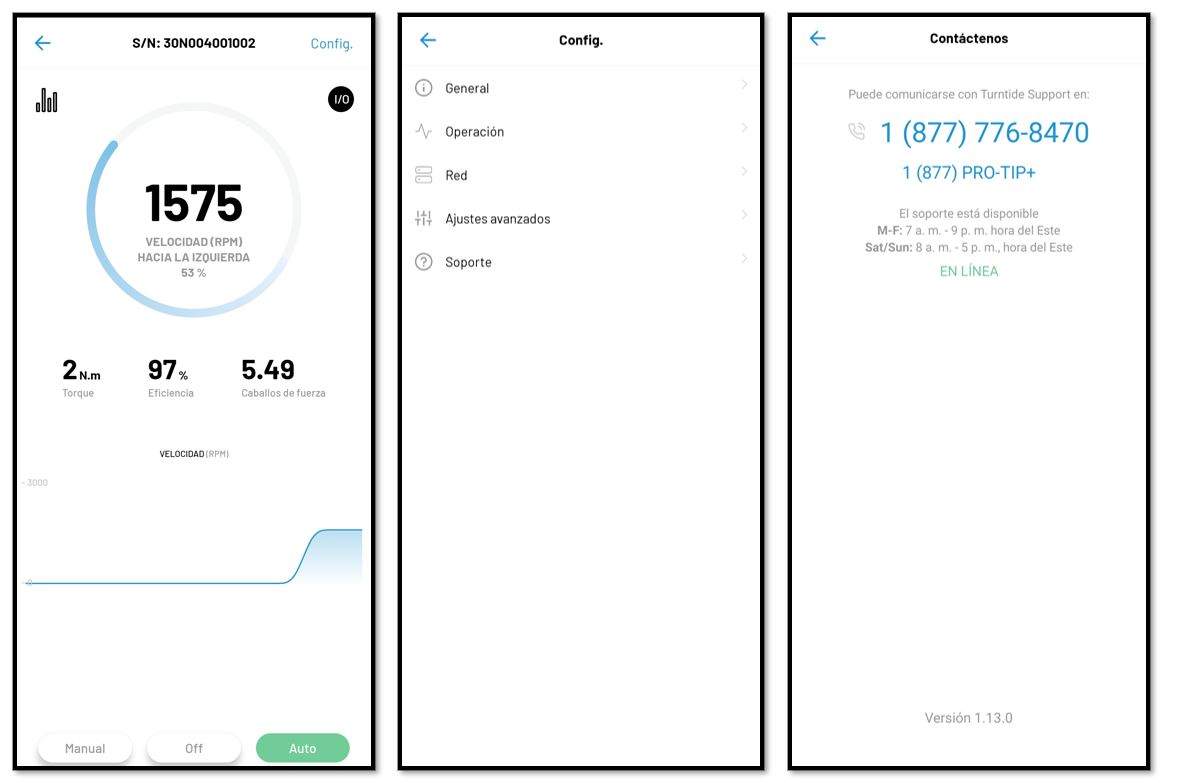 S/N: 30N004001002
Config.
I/O
1575
VELOCIDAD (RPM)
HACIA LA IZQUIERDA
53 %
2 N.m
Torque
97 %
Eficiencia
5.49
Caballos de fuerza
VELOCIDAD (RPM)
- 3000
0
Manual
Off
Auto
Config.
General
Operación
Red
Ajustes avanzados
Soporte
Contáctenos
Puede comunicarse con Turntide Support en:
1 (877) 776-8470
1 (877) PRO-TIP+
El soporte está disponible
M-F: 7 a. m. - 9 p. m. hora del Este
Sat/Sun: 8 a. m. - 5 p. m., hora del Este
EN LÍNEA
Versión 1.13.0